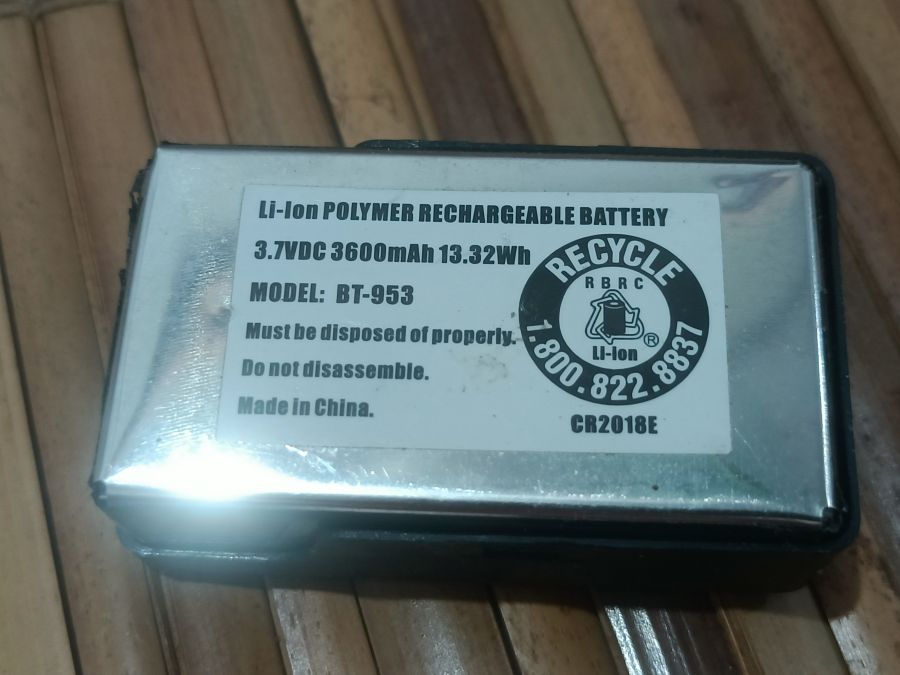 Li-Ion POLYMER RECHARGEABLE BATTERY
3.7VDC 3600mAh 13.32Wh
MODEL: BT-953
Must be disposed of properly.
Do not disassemble.
Made in China.
RECYCLE
RBRC
®
Li-Ion
1.800.822.8837
CR2018E